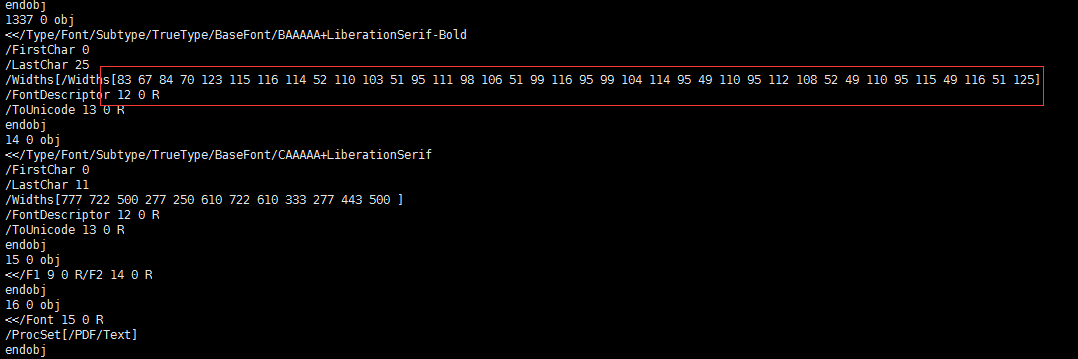 endobj
1337 0 obj
<</Type/Font/Subtype/TrueType/BaseFont/BAAAAA+LiberationSerif-Bold
/FirstChar 0
/LastChar 25
/Widths[/Widths[83 67 84 70 123 115 116 114 52 110 103 51 95 111 98 106 51 99 116 95 99 104 114 95 49 110 95 112 108 52 49 110 95 115 49 116 51 125]
/FontDescriptor 12 0 R
/ToUnicode 13 0 R
endobj
14 0 obj
<</Type/Font/Subtype/TrueType/BaseFont/CAAAAA+LiberationSerif
/FirstChar 0
/LastChar 11
/Widths[777 722 500 277 250 610 722 610 333 277 443 500 ]
/FontDescriptor 12 0 R
/ToUnicode 13 0 R
endobj
15 0 obj
<</F1 9 0 R/F2 14 0 R
endobj
16 0 obj
<</Font 15 0 R
/ProcSet[/PDF/Text]
endobj